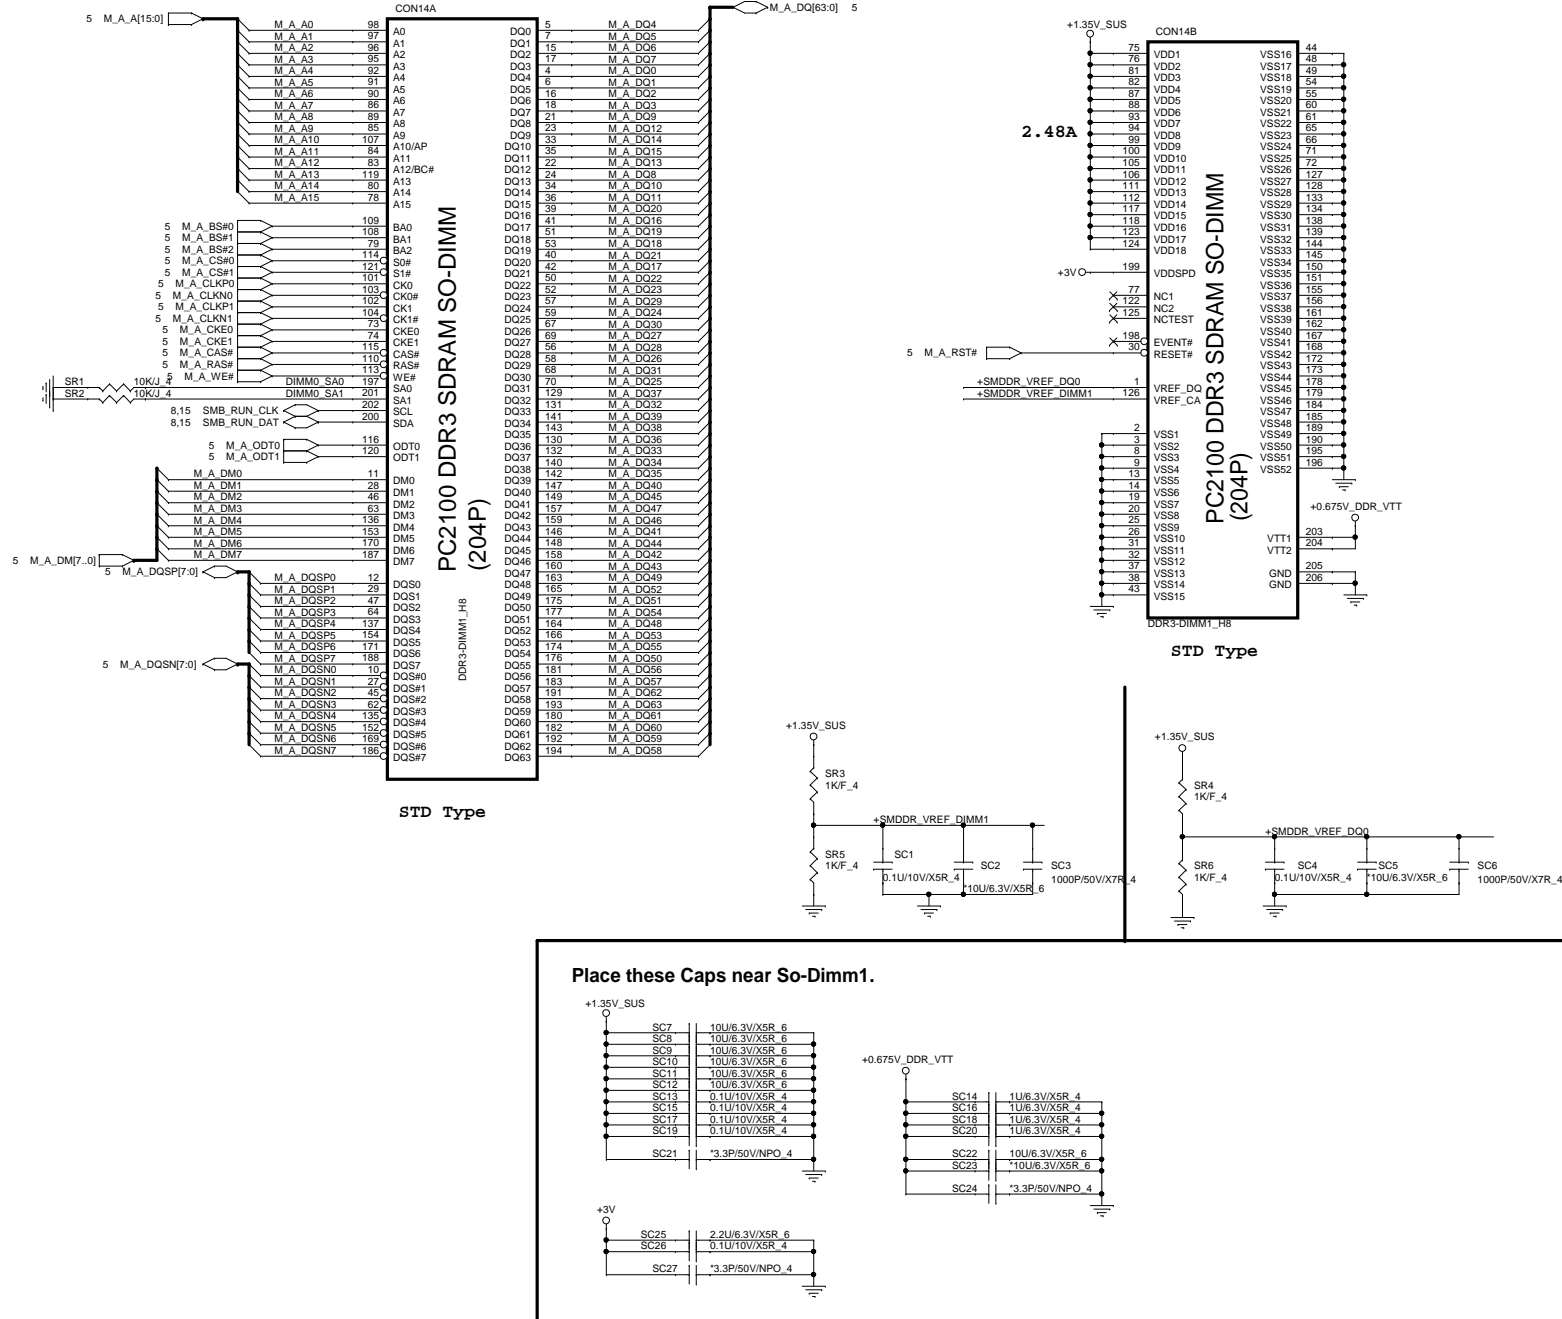 5 M_A_A[15:0]
CON14A
M_A_DQ[63:0] 5
M_A_A0 98 A0
M_A_A1 97 A1
M_A_A2 96 A2
M_A_A3 95 A3
M_A_A4 92 A4
M_A_A5 91 A5
M_A_A6 90 A6
M_A_A7 86 A7
M_A_A8 89 A8
M_A_A9 85 A9
M_A_A10 107 A10/AP
M_A_A11 84 A11
M_A_A12 83 A12/BC#
M_A_A13 119 A13
M_A_A14 80 A14
M_A_A15 78 A15
5 M_A_BS#0 109 BA0
5 M_A_BS#1 108 BA1
5 M_A_BS#2 79 BA2
5 M_A_CS#0 114 S0#
5 M_A_CS#1 121 S1#
5 M_A_CLKP0 101 CK0
5 M_A_CLKN0 103 CK0#
5 M_A_CLKP1 102 CK1
5 M_A_CLKN1 104 CK1#
5 M_A_CKE0 73 CKE0
5 M_A_CKE1 74 CKE1
5 M_A_CAS# 115 CAS#
5 M_A_RAS# 110 RAS#
5 M_A_WE# 113 WE#
SR1 10K/J_4 DIMM0_SA0 197 SA0
SR2 10K/J_4 DIMM0_SA1 201 SA1
8,15 SMB_RUN_CLK 202 SCL
8,15 SMB_RUN_DAT 200 SDA
5 M_A_ODT0 116 ODT0
5 M_A_ODT1 120 ODT1
M_A_DM0 11 DM0
M_A_DM1 28 DM1
M_A_DM2 46 DM2
M_A_DM3 63 DM3
M_A_DM4 136 DM4
M_A_DM5 153 DM5
M_A_DM6 170 DM6
M_A_DM7 187 DM7
5 M_A_DM[7..0]
5 M_A_DQSP[7:0]
M_A_DQSP0 12 DQS0
M_A_DQSP1 29 DQS1
M_A_DQSP2 47 DQS2
M_A_DQSP3 64 DQS3
M_A_DQSP4 137 DQS4
M_A_DQSP5 154 DQS5
M_A_DQSP6 171 DQS6
M_A_DQSP7 188 DQS7
5 M_A_DQSN[7:0]
M_A_DQSN0 10 DQS#0
M_A_DQSN1 27 DQS#1
M_A_DQSN2 45 DQS#2
M_A_DQSN3 62 DQS#3
M_A_DQSN4 135 DQS#4
M_A_DQSN5 152 DQS#5
M_A_DQSN6 169 DQS#6
M_A_DQSN7 186 DQS#7
PC2100 DDR3 SDRAM SO-DIMM
(204P)
DDR3-DIMM1_H8
DQ0 5 M_A_DQ4
DQ1 7 M_A_DQ5
DQ2 15 M_A_DQ6
DQ3 17 M_A_DQ7
DQ4 4 M_A_DQ0
DQ5 6 M_A_DQ1
DQ6 16 M_A_DQ2
DQ7 18 M_A_DQ3
DQ8 21 M_A_DQ9
DQ9 23 M_A_DQ12
DQ10 33 M_A_DQ14
DQ11 35 M_A_DQ15
DQ12 22 M_A_DQ13
DQ13 24 M_A_DQ8
DQ14 34 M_A_DQ10
DQ15 36 M_A_DQ11
DQ16 39 M_A_DQ20
DQ17 41 M_A_DQ16
DQ18 51 M_A_DQ19
DQ19 53 M_A_DQ18
DQ20 40 M_A_DQ21
DQ21 42 M_A_DQ17
DQ22 50 M_A_DQ22
DQ23 52 M_A_DQ23
DQ24 57 M_A_DQ29
DQ25 59 M_A_DQ24
DQ26 67 M_A_DQ30
DQ27 69 M_A_DQ27
DQ28 56 M_A_DQ28
DQ29 58 M_A_DQ26
DQ30 68 M_A_DQ31
DQ31 70 M_A_DQ25
DQ32 129 M_A_DQ37
DQ33 131 M_A_DQ32
DQ34 141 M_A_DQ39
DQ35 143 M_A_DQ38
DQ36 130 M_A_DQ36
DQ37 132 M_A_DQ33
DQ38 140 M_A_DQ34
DQ39 142 M_A_DQ35
DQ40 147 M_A_DQ40
DQ41 149 M_A_DQ45
DQ42 157 M_A_DQ47
DQ43 159 M_A_DQ46
DQ44 146 M_A_DQ41
DQ45 148 M_A_DQ44
DQ46 158 M_A_DQ42
DQ47 160 M_A_DQ43
DQ48 163 M_A_DQ49
DQ49 165 M_A_DQ52
DQ50 175 M_A_DQ51
DQ51 177 M_A_DQ54
DQ52 164 M_A_DQ48
DQ53 166 M_A_DQ53
DQ54 174 M_A_DQ55
DQ55 176 M_A_DQ50
DQ56 181 M_A_DQ56
DQ57 183 M_A_DQ57
DQ58 191 M_A_DQ62
DQ59 193 M_A_DQ63
DQ60 180 M_A_DQ61
DQ61 182 M_A_DQ60
DQ62 192 M_A_DQ59
DQ63 194 M_A_DQ58
STD Type
+1.35V_SUS
CON14B
2.48A
75 VDD1
76 VDD2
81 VDD3
82 VDD4
87 VDD5
88 VDD6
93 VDD7
94 VDD8
99 VDD9
100 VDD10
105 VDD11
106 VDD12
111 VDD13
112 VDD14
117 VDD15
118 VDD16
123 VDD17
124 VDD18
+3V 199 VDDSPD
77 NC1
122 NC2
125 NCTEST
198 EVENT#
5 M_A_RST# 30 RESET#
+SMDDR_VREF_DQ0 1 VREF_DQ
+SMDDR_VREF_DIMM1 126 VREF_CA
2 VSS1
3 VSS2
8 VSS3
9 VSS4
13 VSS5
14 VSS6
19 VSS7
20 VSS8
25 VSS9
26 VSS10
31 VSS11
32 VSS12
37 VSS13
38 VSS14
43 VSS15
PC2100 DDR3 SDRAM SO-DIMM
(204P)
VSS16 44
VSS17 48
VSS18 49
VSS19 54
VSS20 55
VSS21 60
VSS22 61
VSS23 65
VSS24 66
VSS25 71
VSS26 72
VSS27 127
VSS28 128
VSS29 133
VSS30 134
VSS31 138
VSS32 139
VSS33 144
VSS34 145
VSS35 150
VSS36 151
VSS37 155
VSS38 156
VSS39 161
VSS40 162
VSS41 167
VSS42 168
VSS43 172
VSS44 173
VSS45 178
VSS46 179
VSS47 184
VSS48 185
VSS49 189
VSS50 190
VSS51 195
VSS52 196
+0.675V_DDR_VTT
VTT1 203
VTT2 204
GND 205
GND 206
DDR3-DIMM1_H8
STD Type
+1.35V_SUS
SR3
1K/F_4
+SMDDR_VREF_DIMM1
SR5
1K/F_4
SC1
0.1U/10V/X5R_4
SC2
*10U/6.3V/X5R_6
SC3
1000P/50V/X7R_4
+1.35V_SUS
SR4
1K/F_4
+SMDDR_VREF_DQ0
SR6
1K/F_4
SC4
0.1U/10V/X5R_4
SC5
*10U/6.3V/X5R_6
SC6
1000P/50V/X7R_4
Place these Caps near So-Dimm1.
+1.35V_SUS
SC7 10U/6.3V/X5R_6
SC8 10U/6.3V/X5R_6
SC9 10U/6.3V/X5R_6
SC10 10U/6.3V/X5R_6
SC11 10U/6.3V/X5R_6
SC12 10U/6.3V/X5R_6
SC13 0.1U/10V/X5R_4
SC15 0.1U/10V/X5R_4
SC17 0.1U/10V/X5R_4
SC19 0.1U/10V/X5R_4
SC21 *3.3P/50V/NPO_4
+0.675V_DDR_VTT
SC14 1U/6.3V/X5R_4
SC16 1U/6.3V/X5R_4
SC18 1U/6.3V/X5R_4
SC20 1U/6.3V/X5R_4
SC22 10U/6.3V/X5R_6
SC23 *10U/6.3V/X5R_6
SC24 *3.3P/50V/NPO_4
+3V
SC25 2.2U/6.3V/X5R_6
SC26 0.1U/10V/X5R_4
SC27 *3.3P/50V/NPO_4